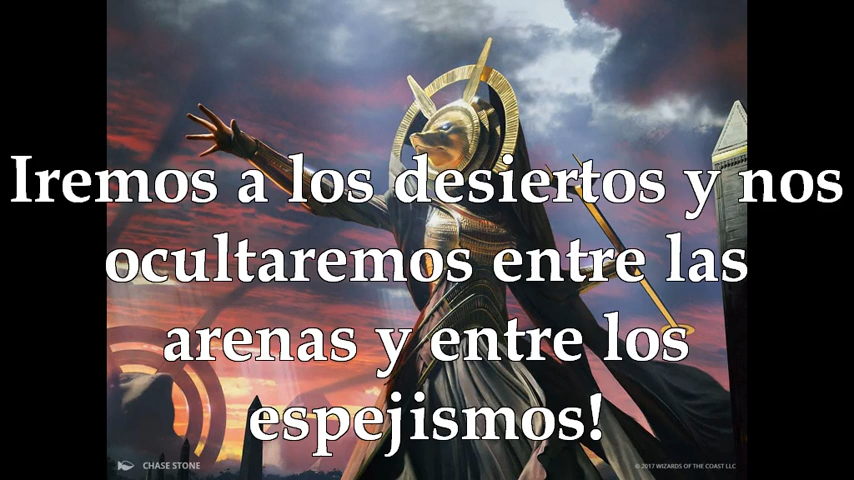 Iremos a los desiertos y nos
ocultaremos entre las
arenas y entre los
espejismos!
CHASE STONE
© 2017 WIZARDS OF THE COAST LLC